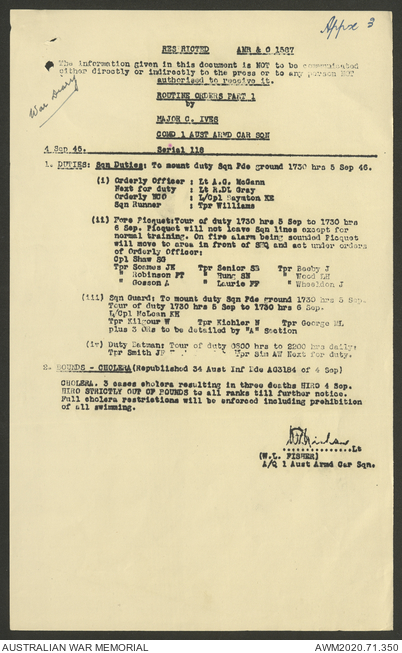 Appx 3
RESTRICTED ANR & C 1587
The information given in this document is NOT to be communicated
either directly or indirectly to the press or to any person NOT
authorised to receive it.
War Diary
ROUTINE ORDERS PART 1
by
MAJOR C. IVES
COMD 1 AUST ARMD CAR SQN
4 Sqn 45. Serial 118
1. DUTIES: Sqn Duties: To mount duty Sqn Pde ground 1730 hrs 5 Sep 46.
(i) Orderly Officer : Lt A.G. McGann
Next for duty : Lt R.DL Gray
Orderly NCO : L/Cpl Baynton KE
Sqn Runner : Tpr Williams
(ii) Fire Picquet: Tour of duty 1730 hrs 5 Sep to 1730 hrs
6 Sep. Picquet will not leave Sqn lines except for
normal training. On fire alarm being sounded Picquet
will move to area in front of SHQ and act under orders
of Orderly Officer:
Cpl Shaw SG
Tpr Soames JK Tpr Senior SR Tpr Beeby J
" Robinson FT " Rung SN " Wood LH
" Gosson A " Laurie FP " Wheeldon J
(iii) Sqn Guard: To mount duty Sqn Pde ground 1730 hrs 5 Sep.
Tour of duty 1730 hrs 5 Sep to 1730 hrs 6 Sep.
L/Cpl McLean KK
Tpr Kilgour W Tpr Kichler N Tpr George
plus 3 ORs to be detailed by "A" Section
(iv) Duty Batman: Tour of duty 0600 hrs to 2200 hrs daily:
Tpr Smith JF Tpr Sim AW Next for duty.
2. BOUNDS - CHOLERA (Republished 34 Aust Inf Bde AG3184 of 4 Sep)
CHOLERA. 3 cases cholera resulting in three deaths HIRO 4 Sep.
HIRO STRICTLY OUT OF BOUNDS to all ranks till further notice.
Full cholera restrictions will be enforced including prohibition
of all swimming.
Lt
(W.L. FISHER)
A/Q 1 Aust Armd Car Sqn.
AUSTRALIAN WAR MEMORIAL AWM2020.71.350